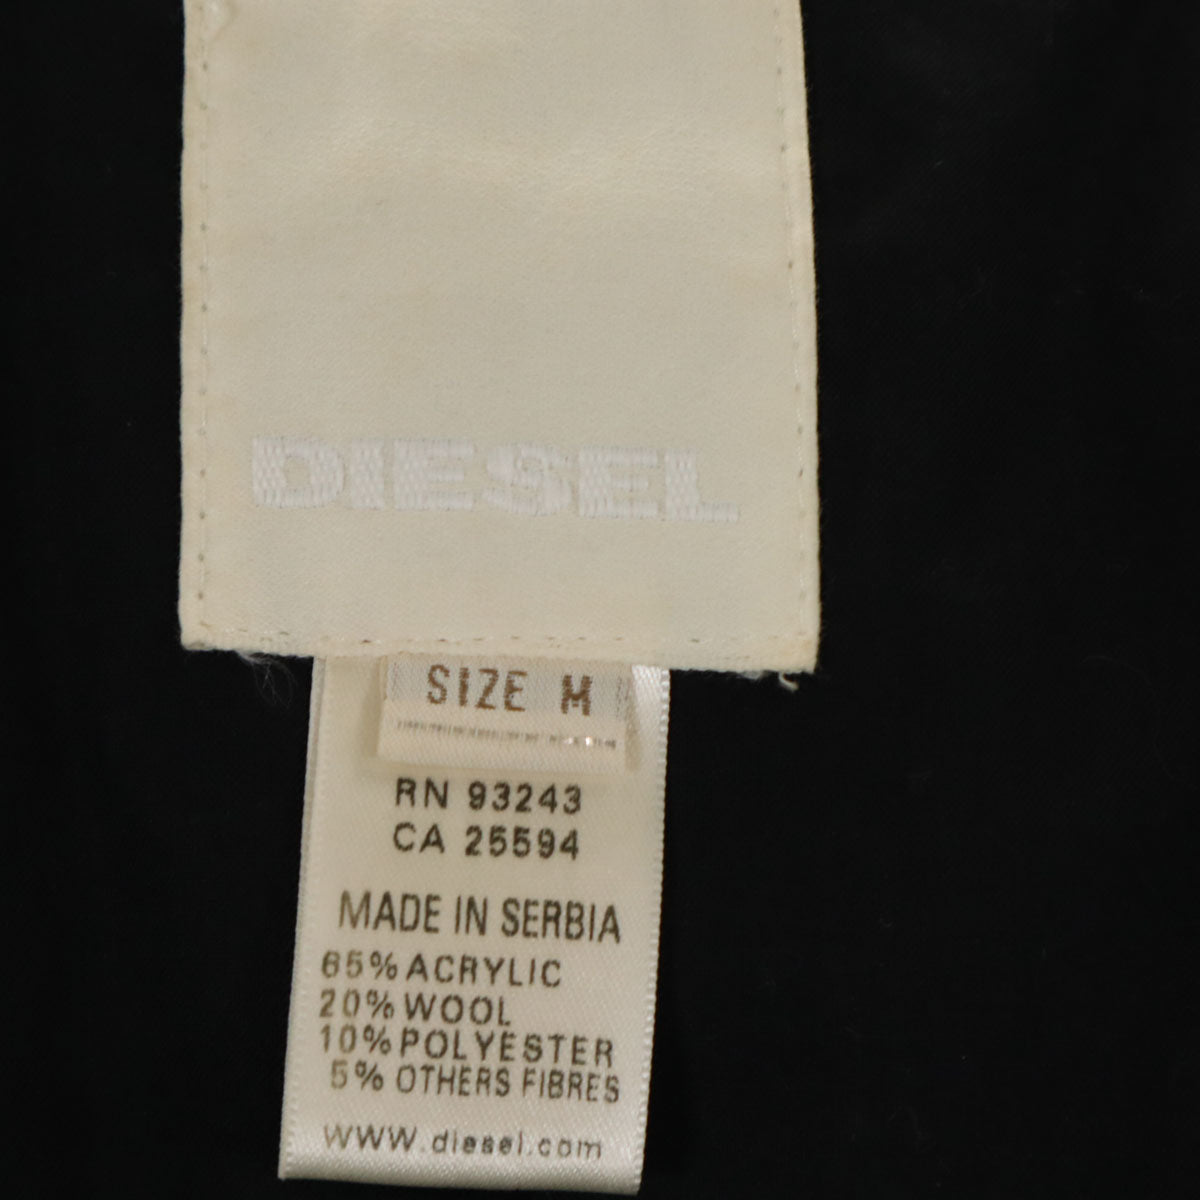 DIESEL
SIZE M
RN 93243
CA 25594
MADE IN SERBIA
65% ACRYLIC
20% WOOL
10% POLYESTER
5% OTHERS FIBRES
www.diesel.com